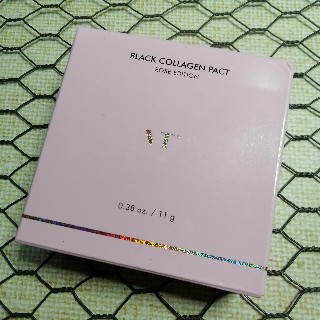 BLACK COLLAGEN PACT
ROSE EDITION
VT
0.38 oz. / 11 g